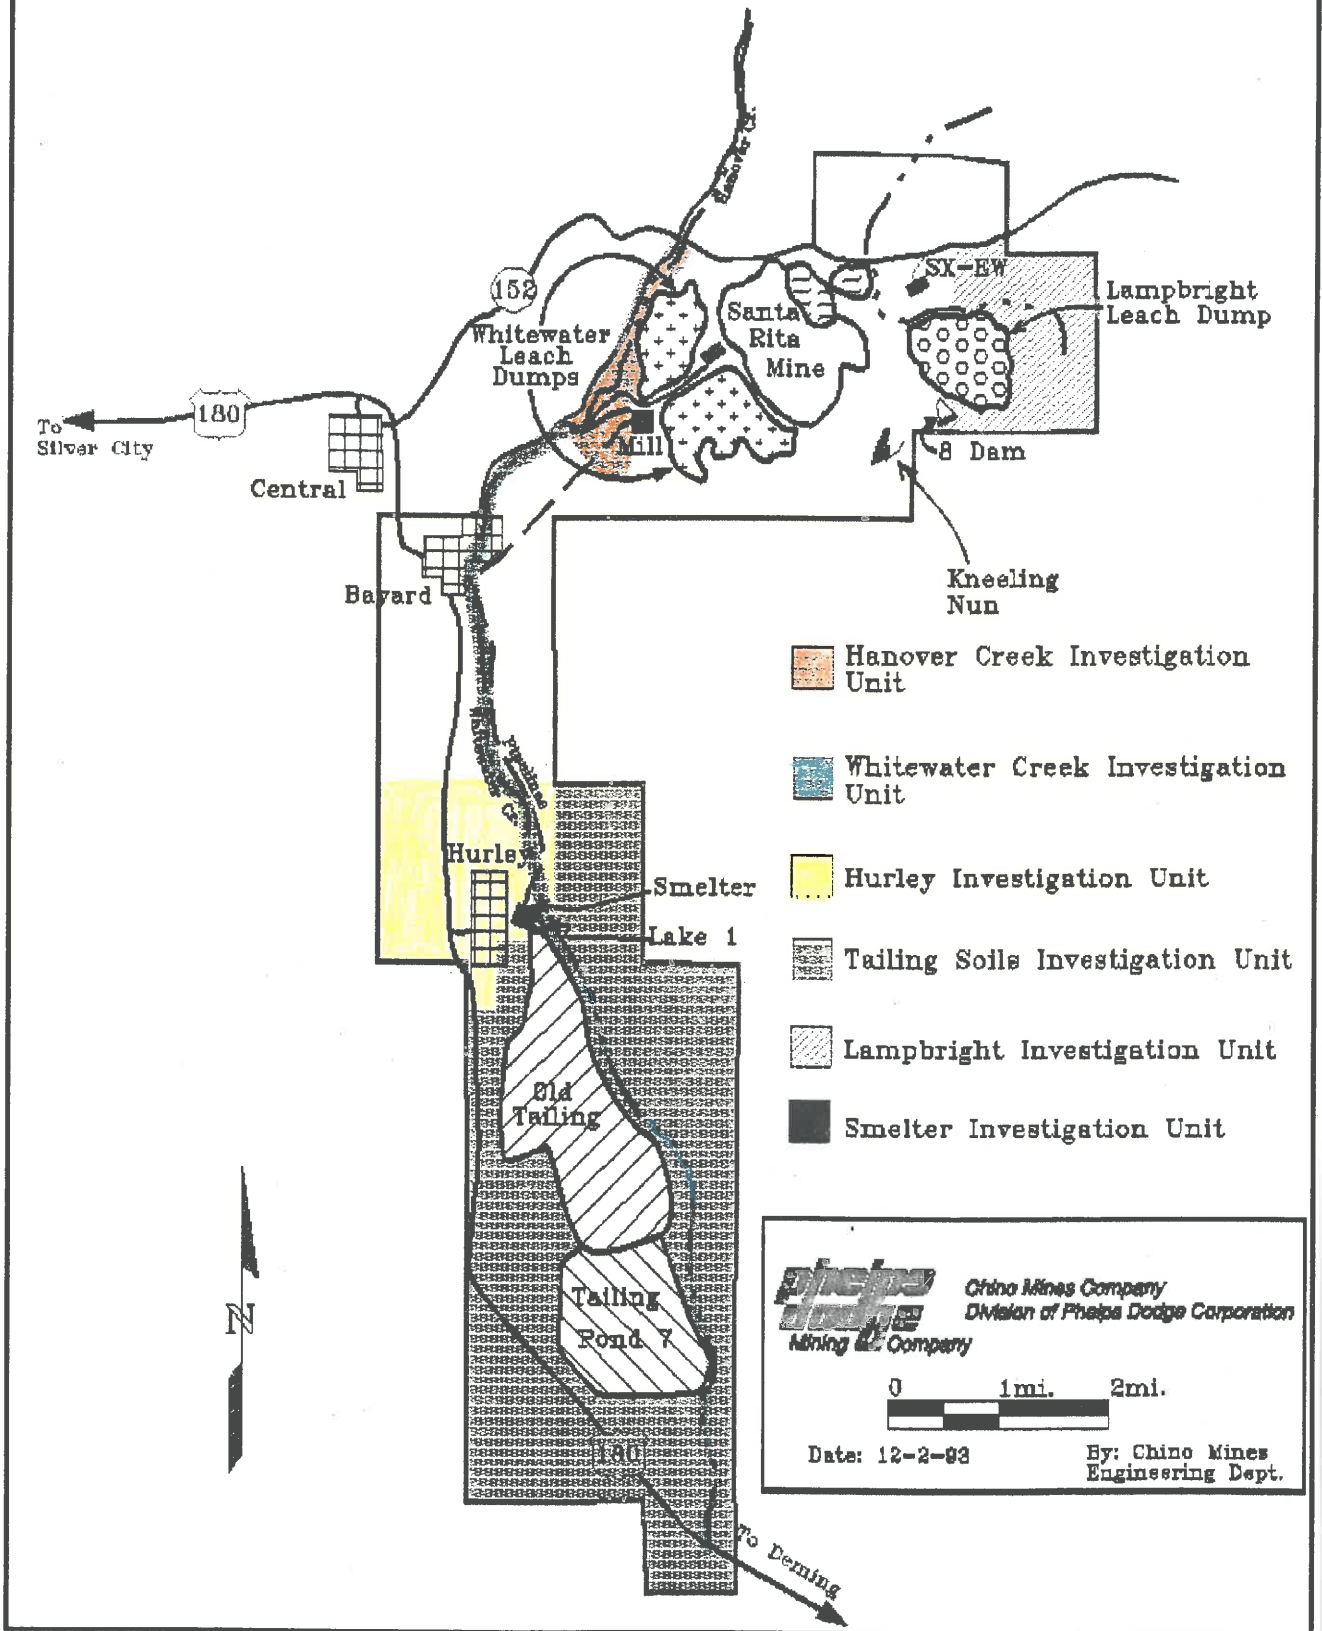 Hanover Cr.
152
SX-EW
Lampbright
Leach Dump
Santa
Rita
Mine
Whitewater
Leach
Dumps
180
To
Silver City
Mill
8 Dam
Central
Kneeling
Nun
Bayard
Hanover Creek Investigation
Unit
Whitewater Creek Investigation
Unit
Hurley
Hurley Investigation Unit
Smelter
Lake 1
Tailing Soils Investigation Unit
Lampbright Investigation Unit
Old
Tailing
Smelter Investigation Unit
N
Tailing
Pond 7
phelps
dodge
Mining Company
Chino Mines Company
Division of Phelps Dodge Corporation
0 1mi. 2mi.
Date: 12-2-93
By: Chino Mines
Engineering Dept.
180
To Deming